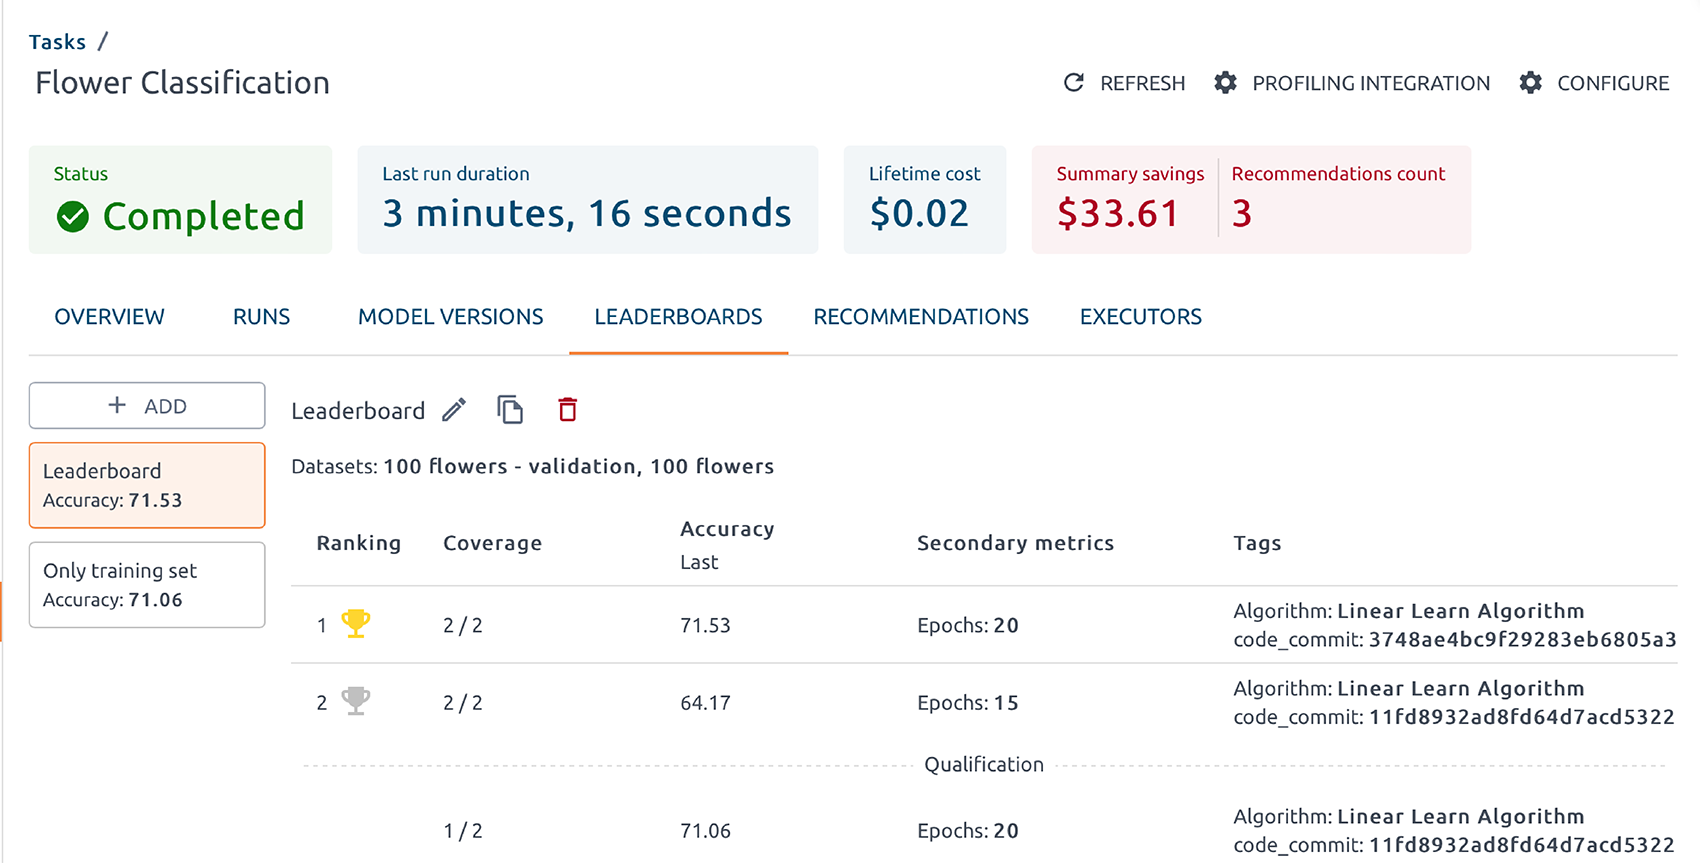 Tasks /
Flower Classification
REFRESH PROFILING INTEGRATION CONFIGURE
Status
Completed
Last run duration
3 minutes, 16 seconds
Lifetime cost
$0.02
Summary savings
$33.61
Recommendations count
3
OVERVIEW RUNS MODEL VERSIONS LEADERBOARDS RECOMMENDATIONS EXECUTORS
+ ADD
Leaderboard
Accuracy: 71.53
Only training set
Accuracy: 71.06
Leaderboard
Datasets: 100 flowers - validation, 100 flowers
Ranking Coverage Accuracy Secondary metrics Tags
Last
1 2 / 2 71.53 Epochs: 20 Algorithm: Linear Learn Algorithm
code_commit: 3748ae4bc9f29283eb6805a3
2 2 / 2 64.17 Epochs: 15 Algorithm: Linear Learn Algorithm
code_commit: 11fd8932ad8fd64d7acd5322
Qualification
1 / 2 71.06 Epochs: 20 Algorithm: Linear Learn Algorithm
code_commit: 11fd8932ad8fd64d7acd5322